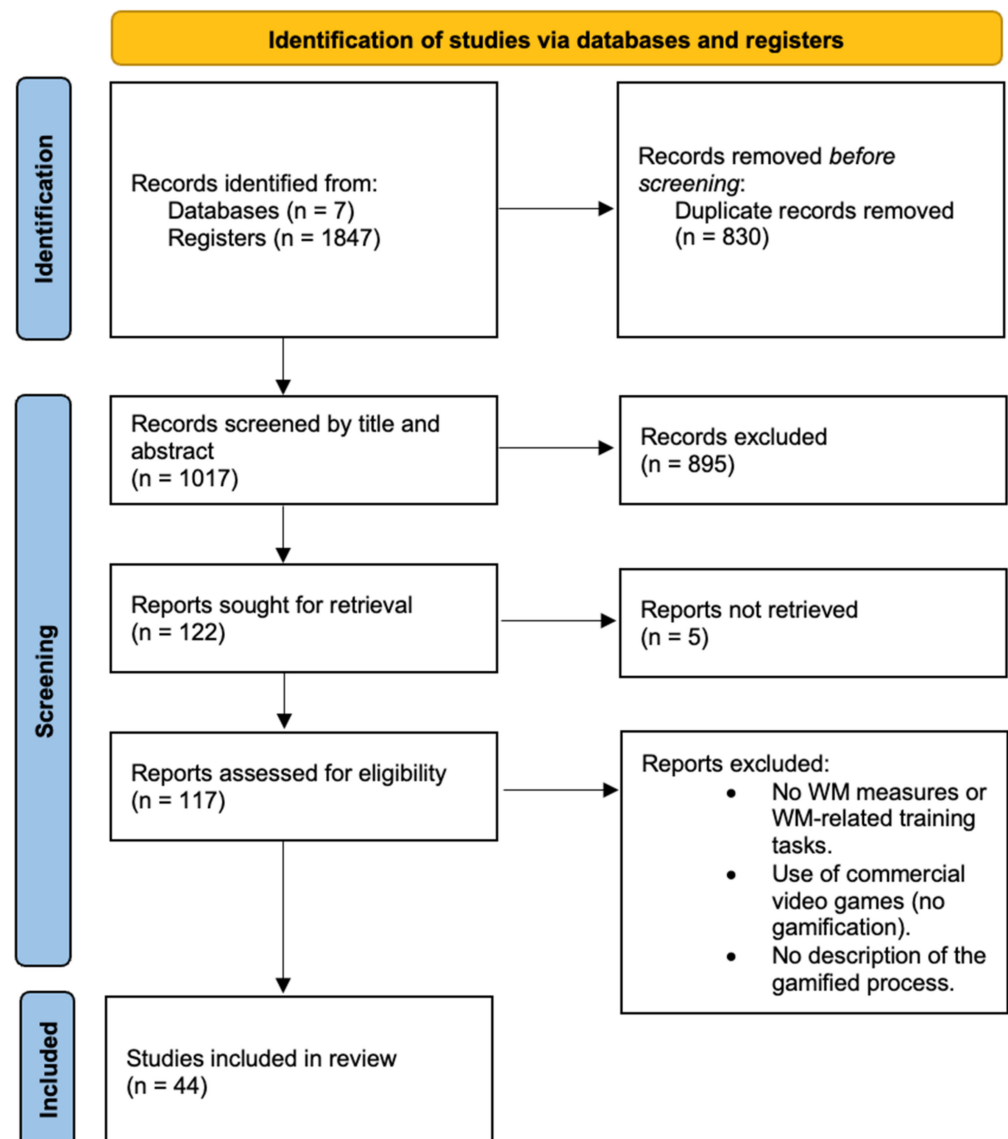 Identification of studies via databases and registers
Identification
Records identified from:
Databases (n = 7)
Registers (n = 1847)
Records removed before
screening:
Duplicate records removed
(n = 830)
Screening
Records screened by title and
abstract
(n = 1017)
Records excluded
(n = 895)
Reports sought for retrieval
(n = 122)
Reports not retrieved
(n = 5)
Reports assessed for eligibility
(n = 117)
Reports excluded:
• No WM measures or
WM-related training
tasks.
• Use of commercial
video games (no
gamification).
• No description of the
gamified process.
Included
Studies included in review
(n = 44)